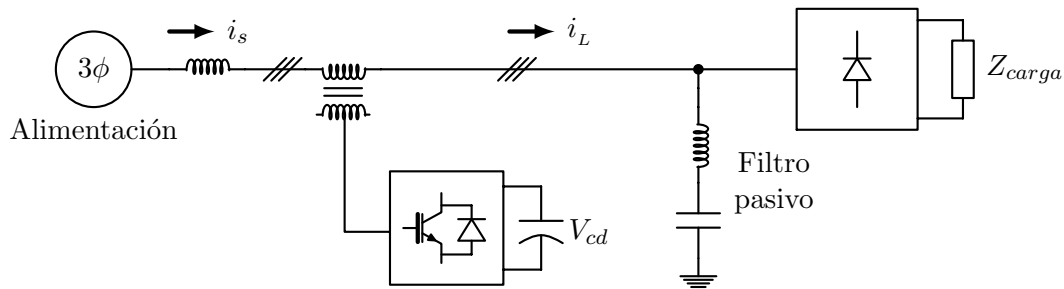 i_s
i_L
3ϕ
Alimentación
Z_carga
Filtro
pasivo
V_cd